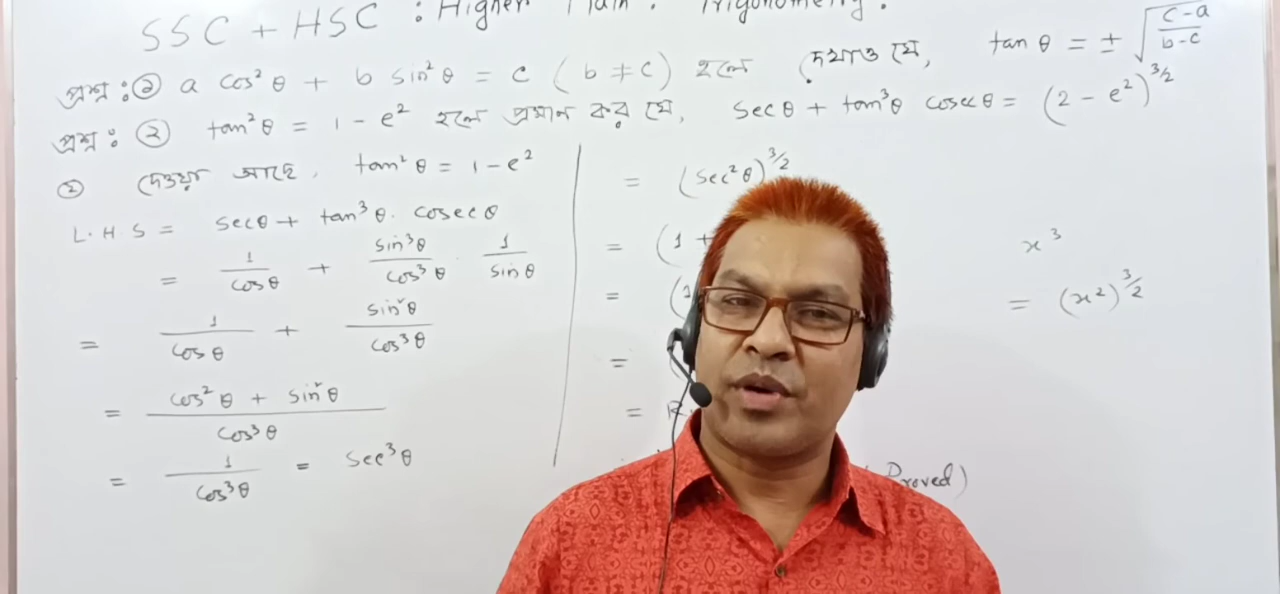 SSC + HSC : Higher Math : Trigonometry.
প্রশ্ন : ① a cos²θ + b sin²θ = c ( b ≠ c ) হলে দেখাও যে, tan θ = ± √((c-a)/(b-c))
প্রশ্ন : ② tan²θ = 1 - e² হলে প্রমান কর যে, secθ + tan³θ cosecθ = (2 - e²)^3/2
② দেওয়া আছে, tan²θ = 1 - e²
L.H.S = secθ + tan³θ. cosecθ
= 1/cosθ + sin³θ/cos³θ · 1/sinθ
= 1/cosθ + sin²θ/cos³θ
= (cos²θ + sin²θ)/cos³θ
= 1/cos³θ = sec³θ
= (sec²θ)^3/2
= (1 +
= (
=
= R.
Proved)
x³
= (x²)^3/2